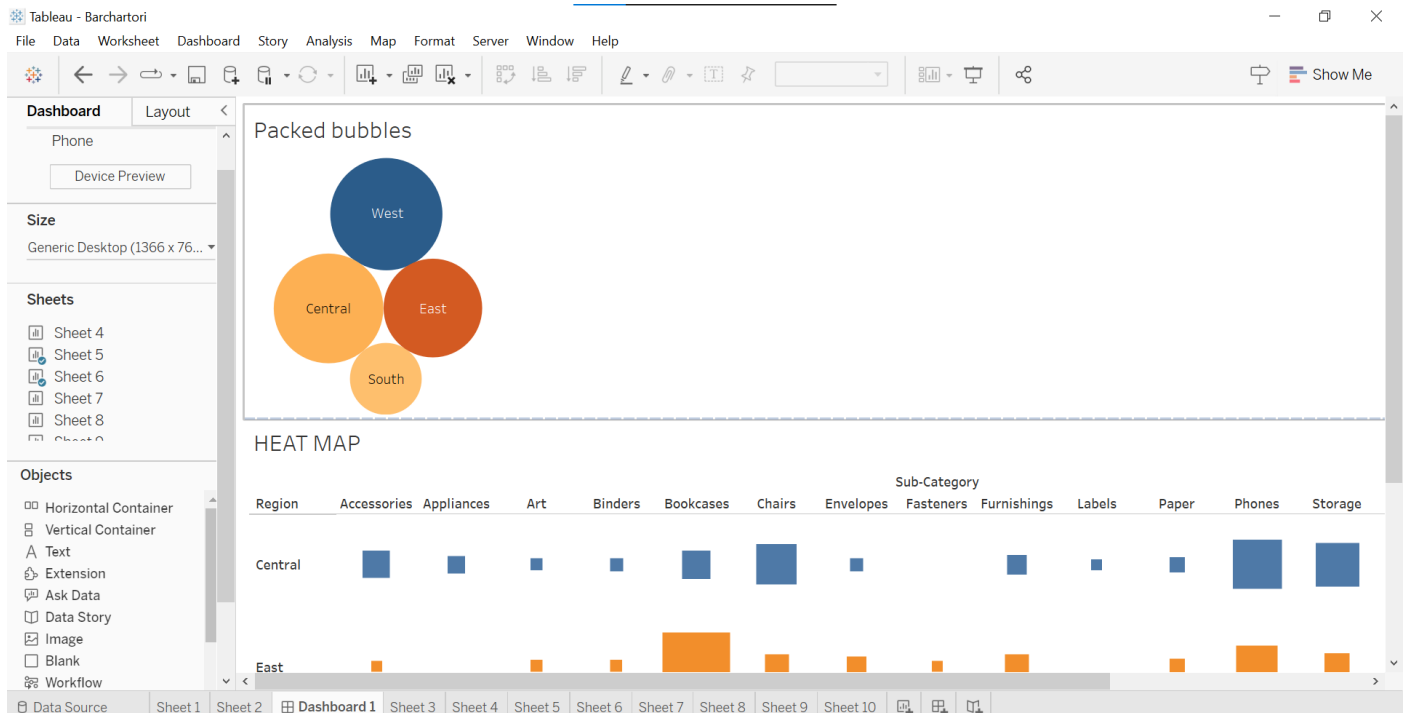 Tableau - Barchartori
File Data Worksheet Dashboard Story Analysis Map Format Server Window Help
Show Me
Dashboard Layout
Phone
Device Preview
Size
Generic Desktop (1366 x 76...
Sheets
Sheet 4
Sheet 5
Sheet 6
Sheet 7
Sheet 8
Objects
Horizontal Container
Vertical Container
Text
Extension
Ask Data
Data Story
Image
Blank
Workflow
Packed bubbles
West
Central
East
South
HEAT MAP
Sub-Category
Region Accessories Appliances Art Binders Bookcases Chairs Envelopes Fasteners Furnishings Labels Paper Phones Storage
Central
East
Data Source Sheet 1 Sheet 2 Dashboard 1 Sheet 3 Sheet 4 Sheet 5 Sheet 6 Sheet 7 Sheet 8 Sheet 9 Sheet 10